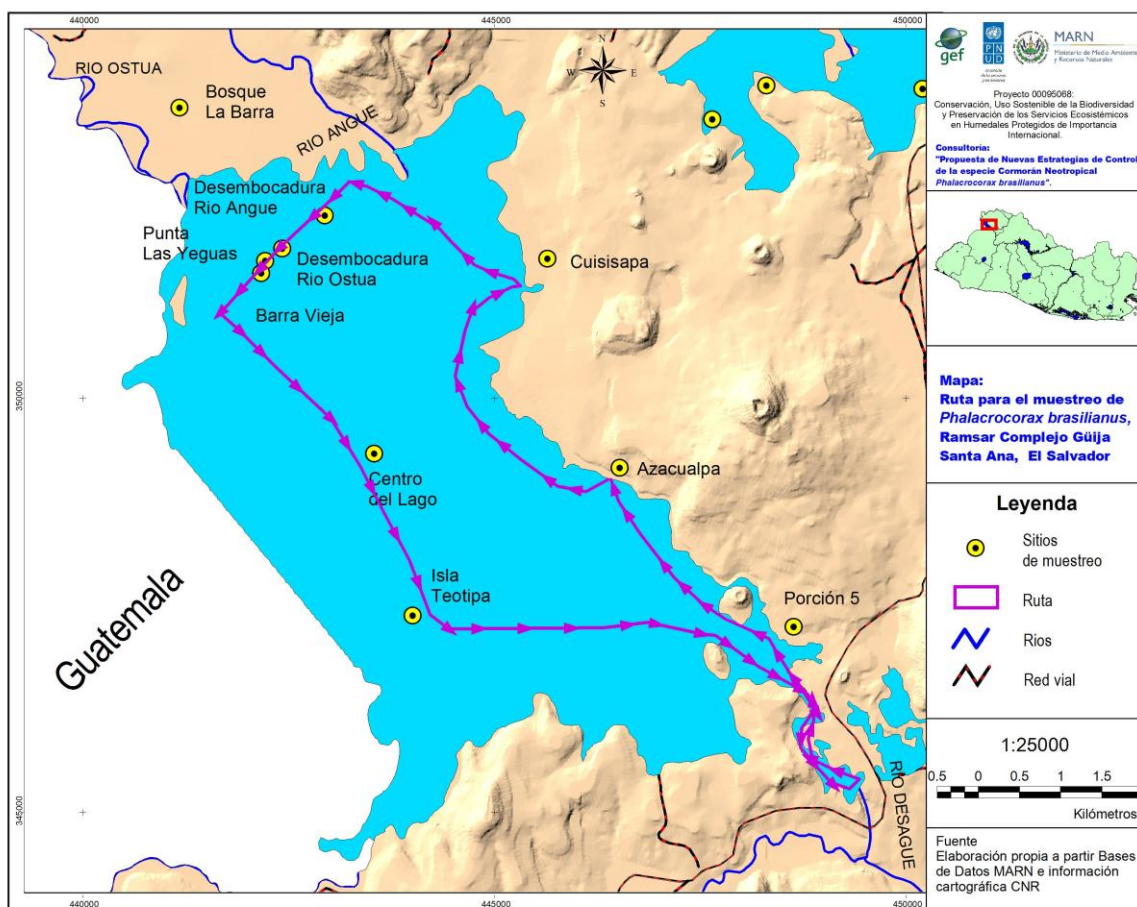 440000
445000
450000
RIO OSTUA
Bosque
La Barra
RIO ANGUE
N
W
E
S
Desembocadura
Rio Angue
Punta
Las Yeguas
Desembocadura
Rio Ostua
Barra Vieja
Cuisisapa
350000
350000
Azacualpa
Centro
del Lago
Isla
Teotipa
Porción 5
Guatemala
RIO DESAGUE
345000
345000
440000
445000
450000
gef
P N
U D
MARN
Ministerio de Medio Ambiente
y Recursos Naturales
Proyecto 00095068:
Conservación, Uso Sostenible de la Biodiversidad
y Preservación de los Servicios Ecosistémicos
en Humedales Protegidos de Importancia
Internacional.
Consultoría:
"Propuesta de Nuevas Estrategias de Control
de la especie Cormorán Neotropical
Phalacrocorax brasilianus".
Mapa:
Ruta para el muestreo de
Phalacrocorax brasilianus,
Ramsar Complejo Güija
Santa Ana, El Salvador
Leyenda
Sitios
de muestreo
Ruta
Rios
Red vial
1:25000
0.5 0 0.5 1 1.5
Kilómetros
Fuente
Elaboración propia a partir Bases
de Datos MARN e información
cartográfica CNR